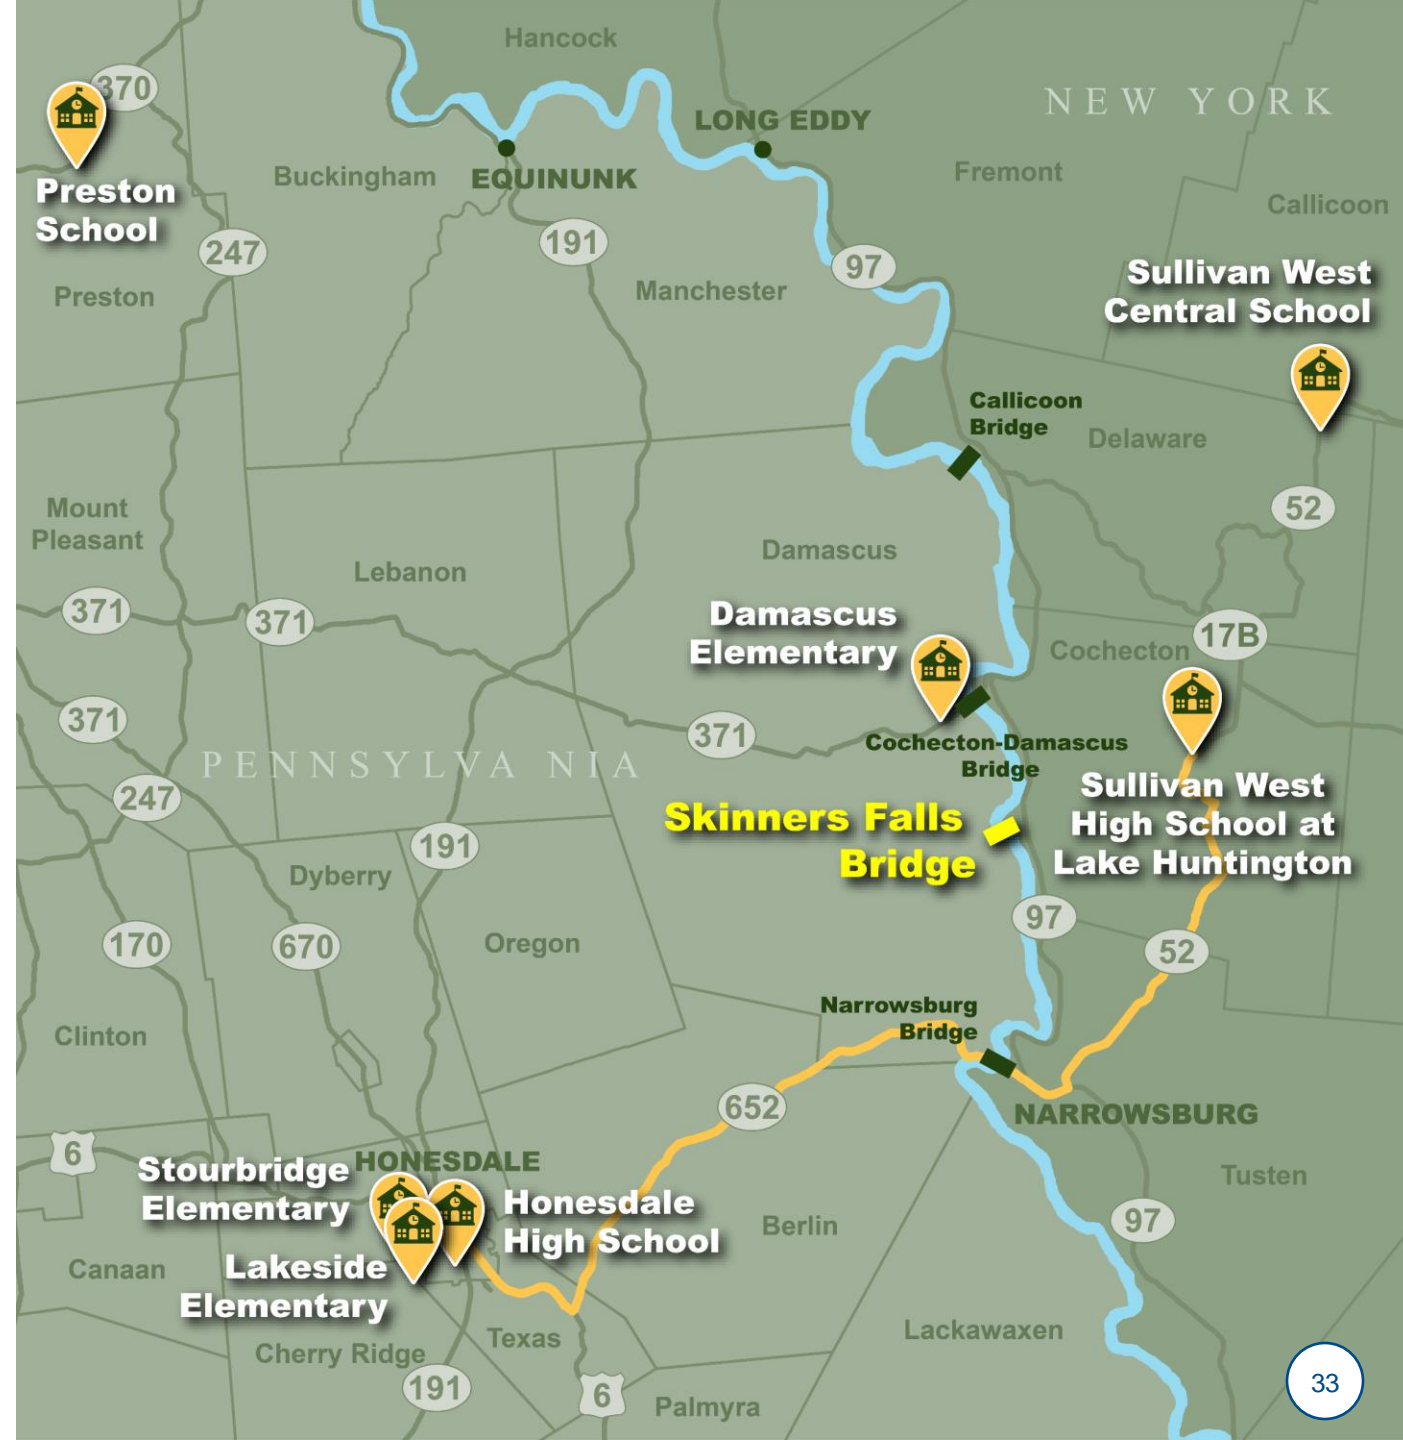 Hancock
NEW YORK
370
LONG EDDY
Preston
School
Buckingham
EQUINUNK
Fremont
Callicoon
247
191
97
Sullivan West
Central School
Preston
Manchester
Callicoon
Bridge
Delaware
Mount
Pleasant
52
Damascus
Lebanon
371
371
Damascus
Elementary
17B
Cochecton
371
371
Cochecton-Damascus
Bridge
PENNSYLVA NIA
247
Sullivan West
High School at
Lake Huntington
Skinners Falls
Bridge
191
Dyberry
97
170
670
Oregon
52
Clinton
Narrowsburg
Bridge
652
NARROWSBURG
6
HONESDALE
Stourbridge
Elementary
Tusten
Honesdale
High School
Berlin
97
Canaan
Lakeside
Elementary
Texas
Lackawaxen
Cherry Ridge
191
6
Palmyra
33